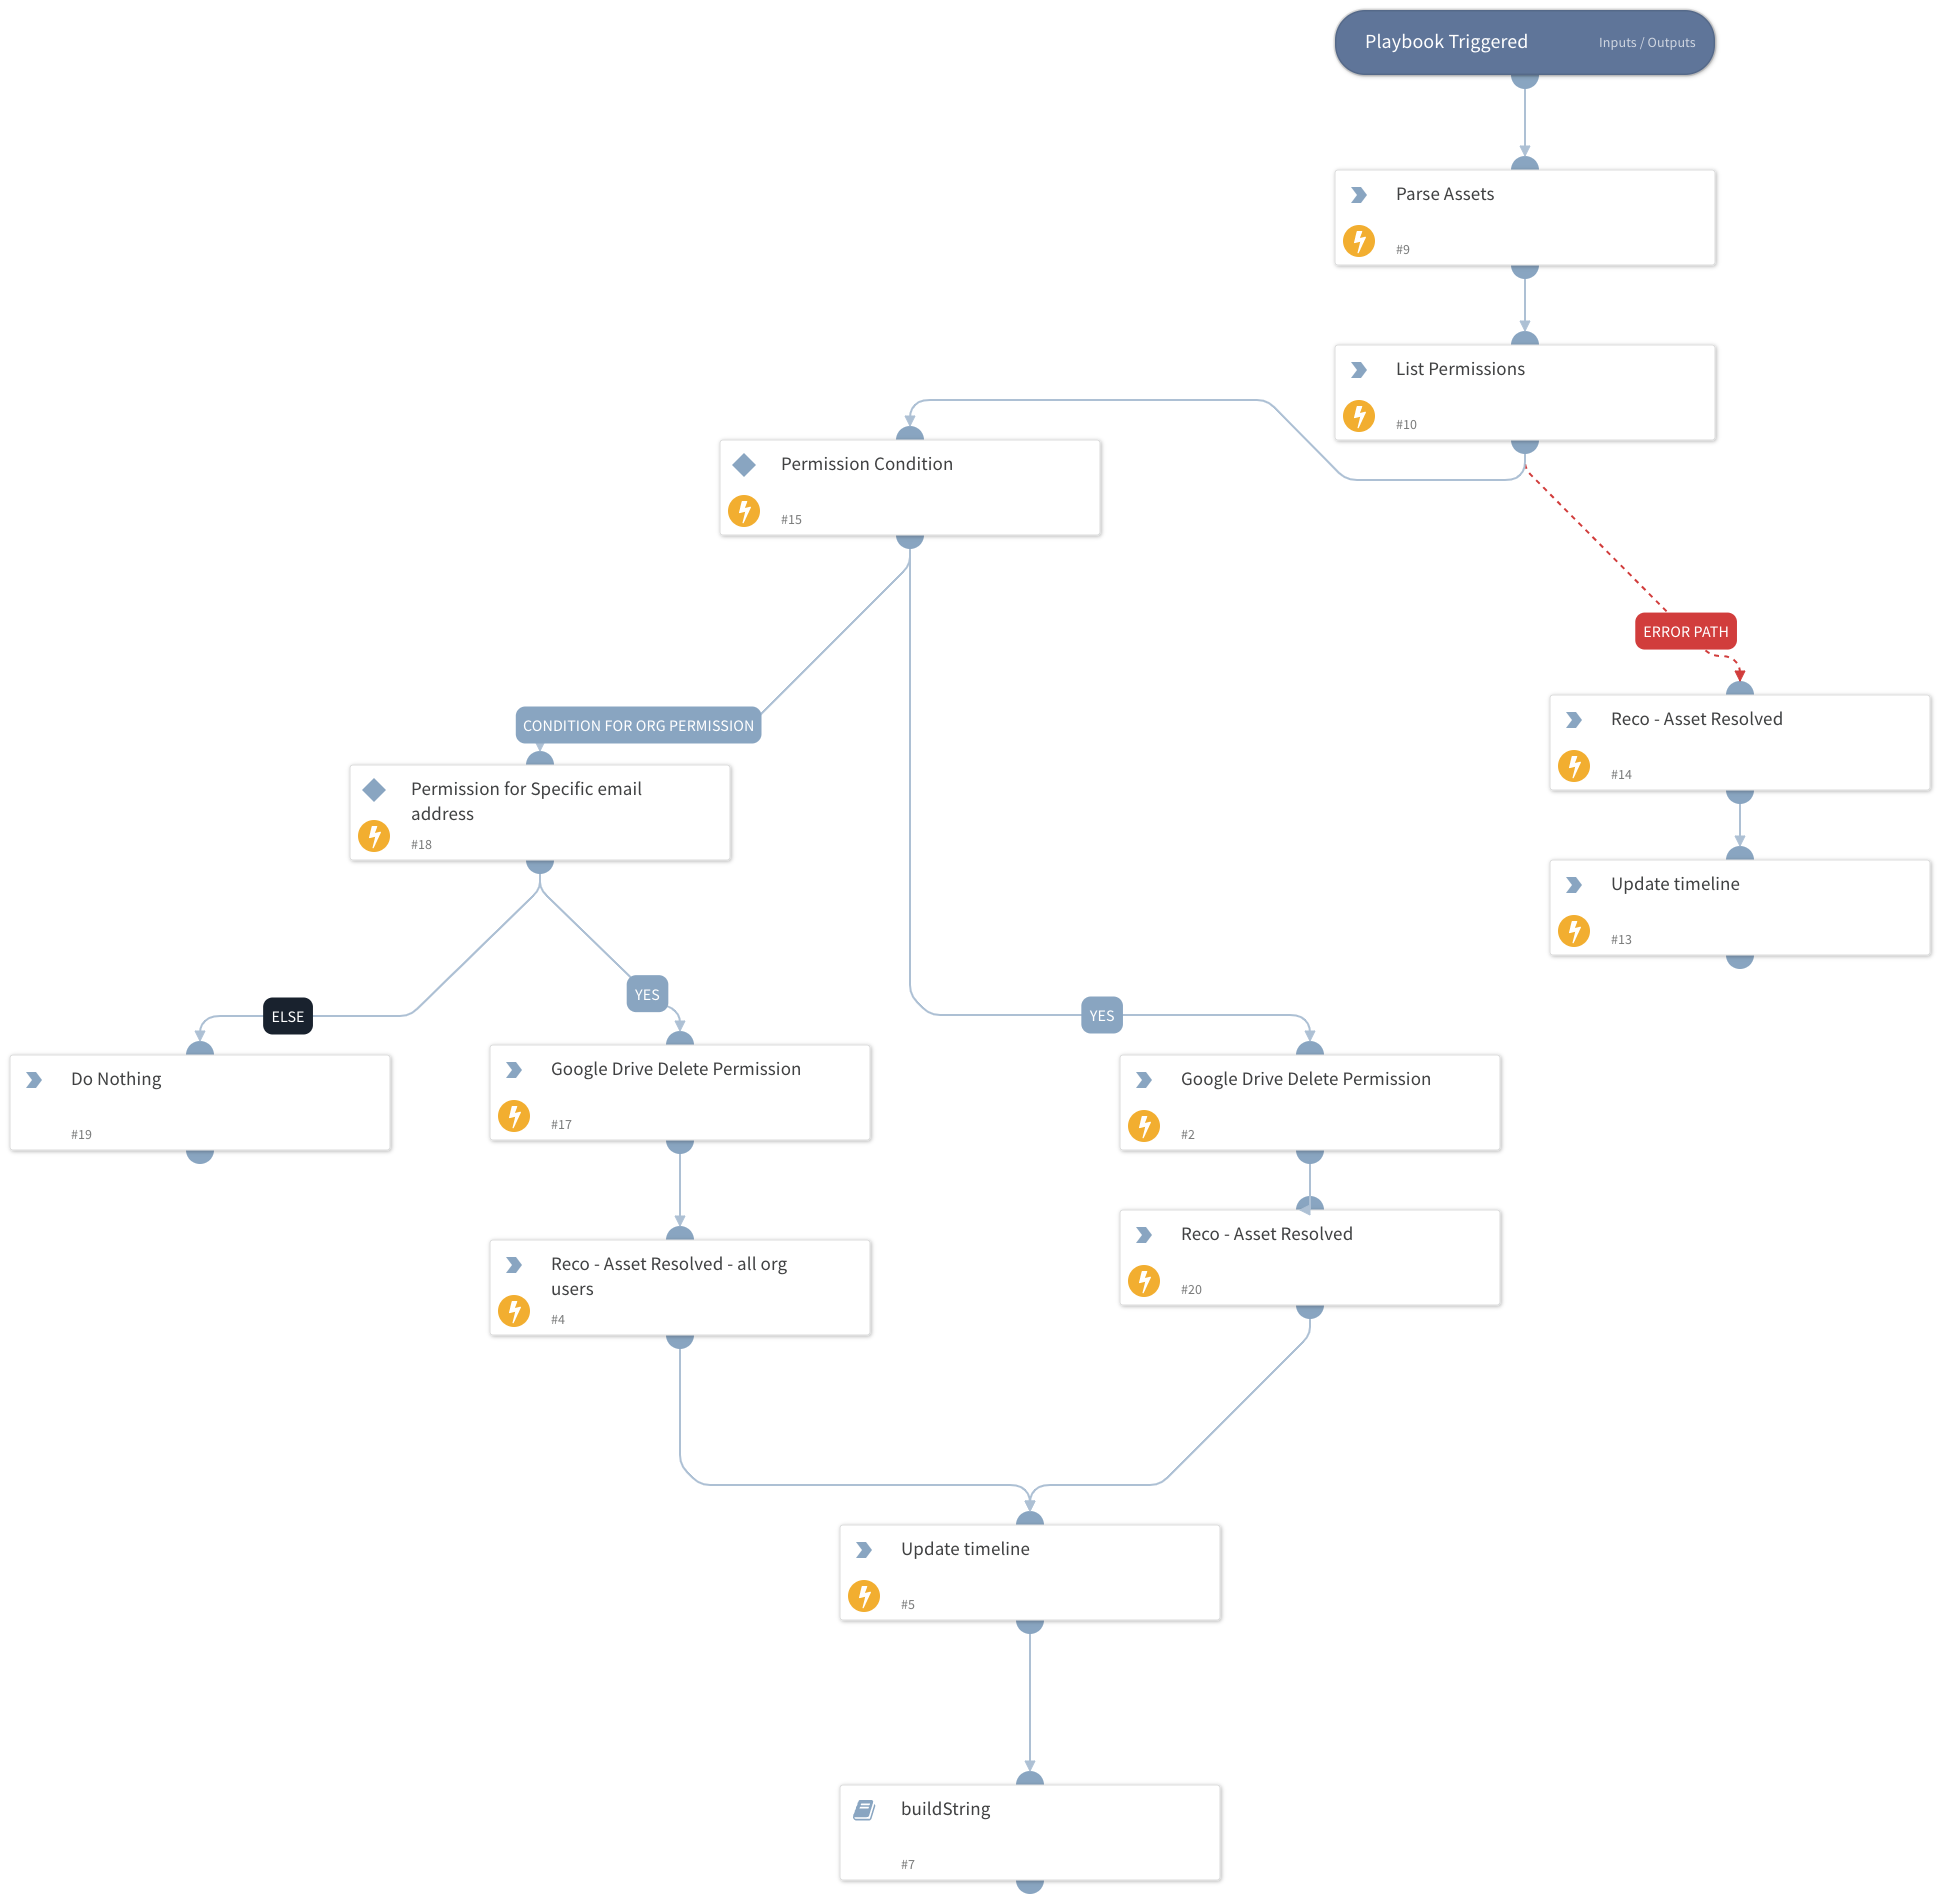 Playbook Triggered
Inputs / Outputs
Parse Assets
#9
List Permissions
#10
Permission Condition
#15
ERROR PATH
Reco - Asset Resolved
#14
CONDITION FOR ORG PERMISSION
Permission for Specific email
address
#18
Update timeline
#13
YES
ELSE
YES
Do Nothing
#19
Google Drive Delete Permission
#17
Google Drive Delete Permission
#2
Reco - Asset Resolved - all org
users
#4
Reco - Asset Resolved
#20
Update timeline
#5
buildString
#7